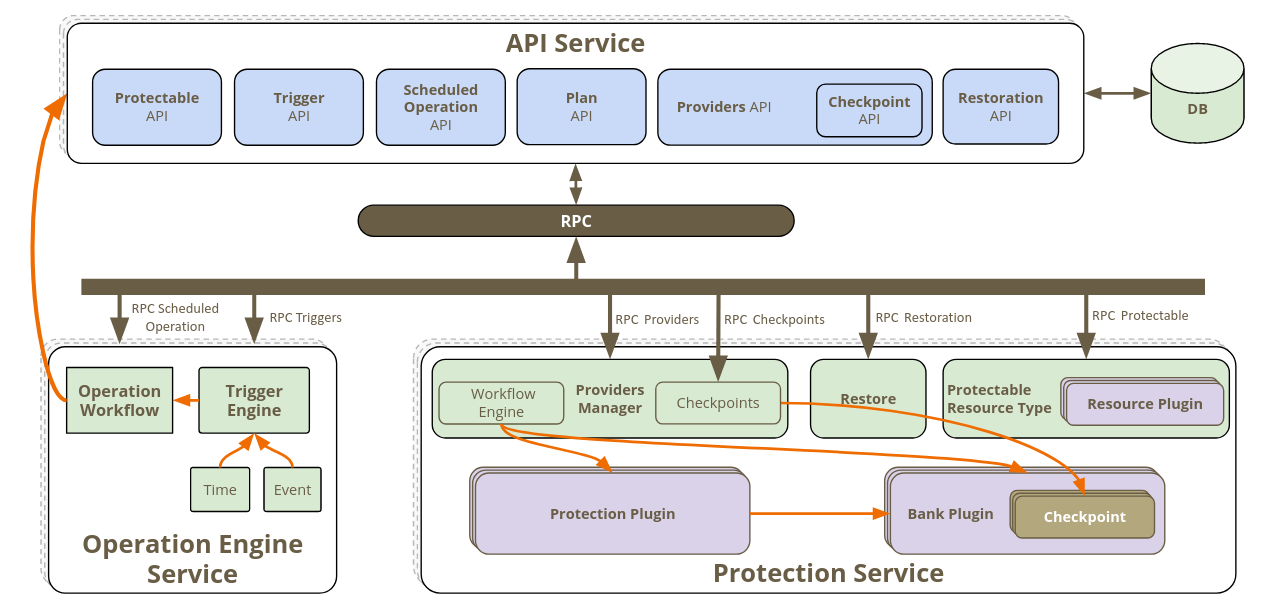 API Service
Protectable
API
Trigger
API
Scheduled
Operation
API
Plan
API
Providers API
Checkpoint
API
Restoration
API
DB
RPC
RPC Scheduled
Operation
RPC Triggers
RPC Providers
RPC Checkpoints
RPC Restoration
RPC Protectable
Operation
Workflow
Trigger
Engine
Time
Event
Operation Engine
Service
Workflow
Engine
Providers
Manager
Checkpoints
Restore
Protectable
Resource Type
Resource Plugin
Protection Plugin
Bank Plugin
Checkpoint
Protection Service